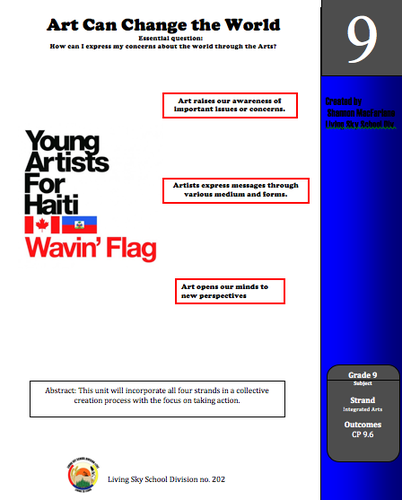 Art Can Change the World
Essential question:
How can I express my concerns about the world through the Arts?
9
Created by
Living Sky School
Art raises our awareness of
important issues or concerns.
Young
Artists
For
Haiti
Wavin' Flag
Artists express messages through
various medium and forms.
Art opens our minds to
new perspectives
Grade 9
Subject
Strand
Integrated Arts
Outcomes
CP 9.6
Abstract: This unit will incorporate all four strands in a collective
creation process with the focus on taking action.
Living Sky School Division no. 202